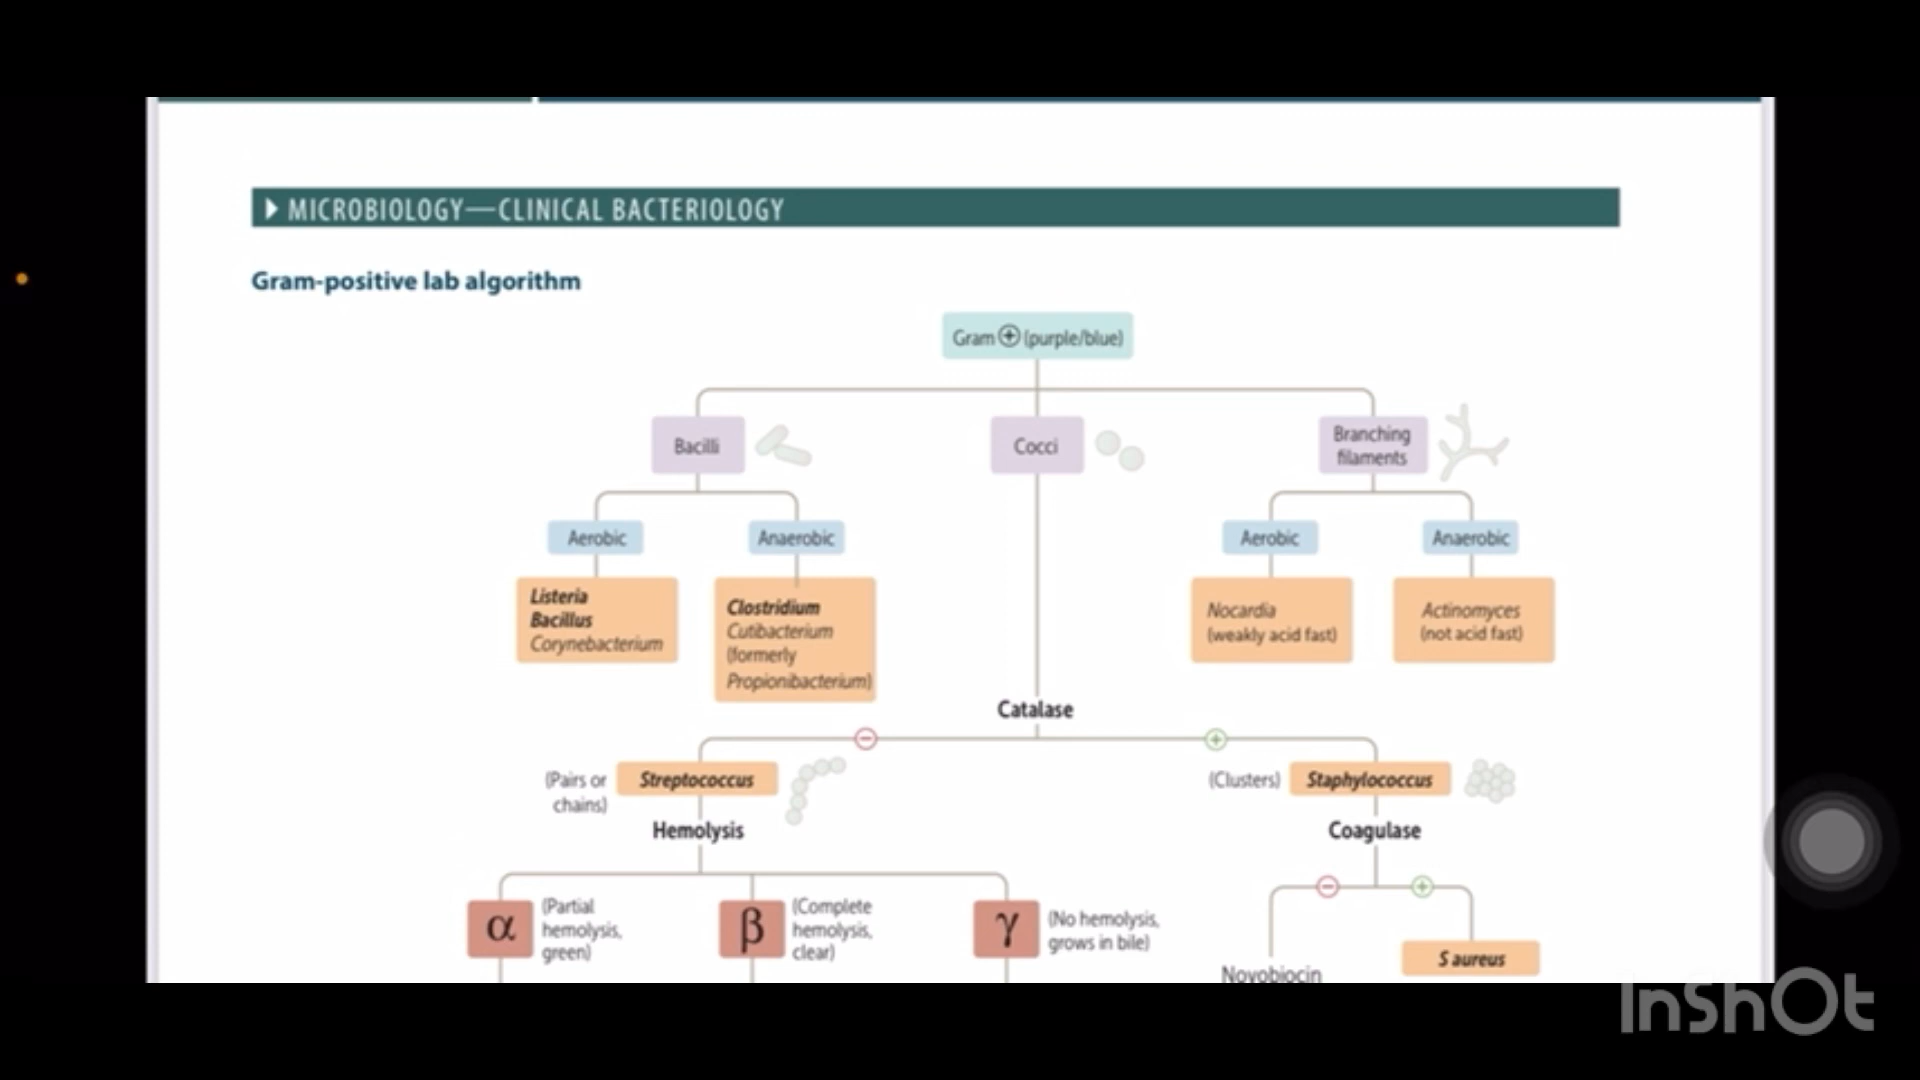 MICROBIOLOGY—CLINICAL BACTERIOLOGY
Gram-positive lab algorithm
Gram ⊕ (purple/blue)
Bacilli
Cocci
Branching
filaments
Aerobic
Anaerobic
Aerobic
Anaerobic
Listeria
Bacillus
Corynebacterium
Clostridium
Cutibacterium
(formerly
Propionibacterium)
Nocardia
(weakly acid fast)
Actinomyces
(not acid fast)
Catalase
−
+
(Pairs or
chains)
Streptococcus
(Clusters)
Staphylococcus
Hemolysis
Coagulase
−
+
α
(Partial
hemolysis,
green)
β
(Complete
hemolysis,
clear)
γ
(No hemolysis,
grows in bile)
Novobiocin
S aureus
InShOt